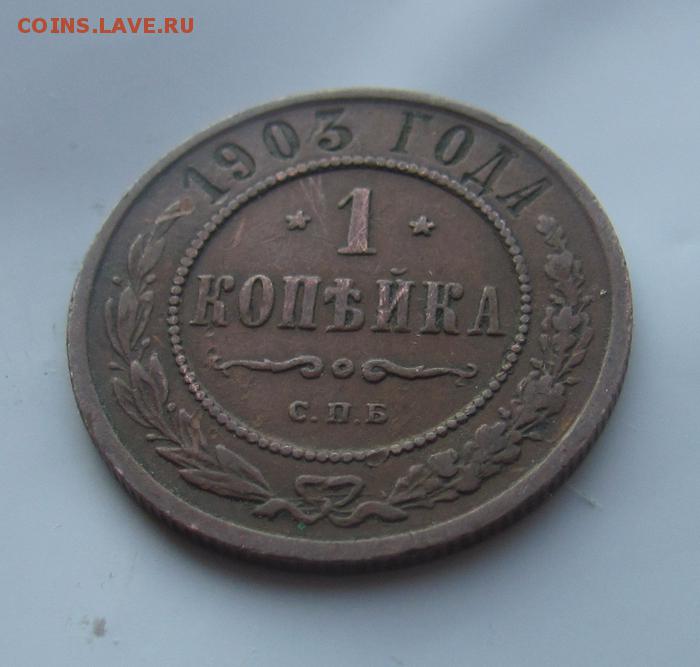 COINS.LAVE.RU
1903 ГОДА
* 1 *
КОПѢЙКА
С.П.Б